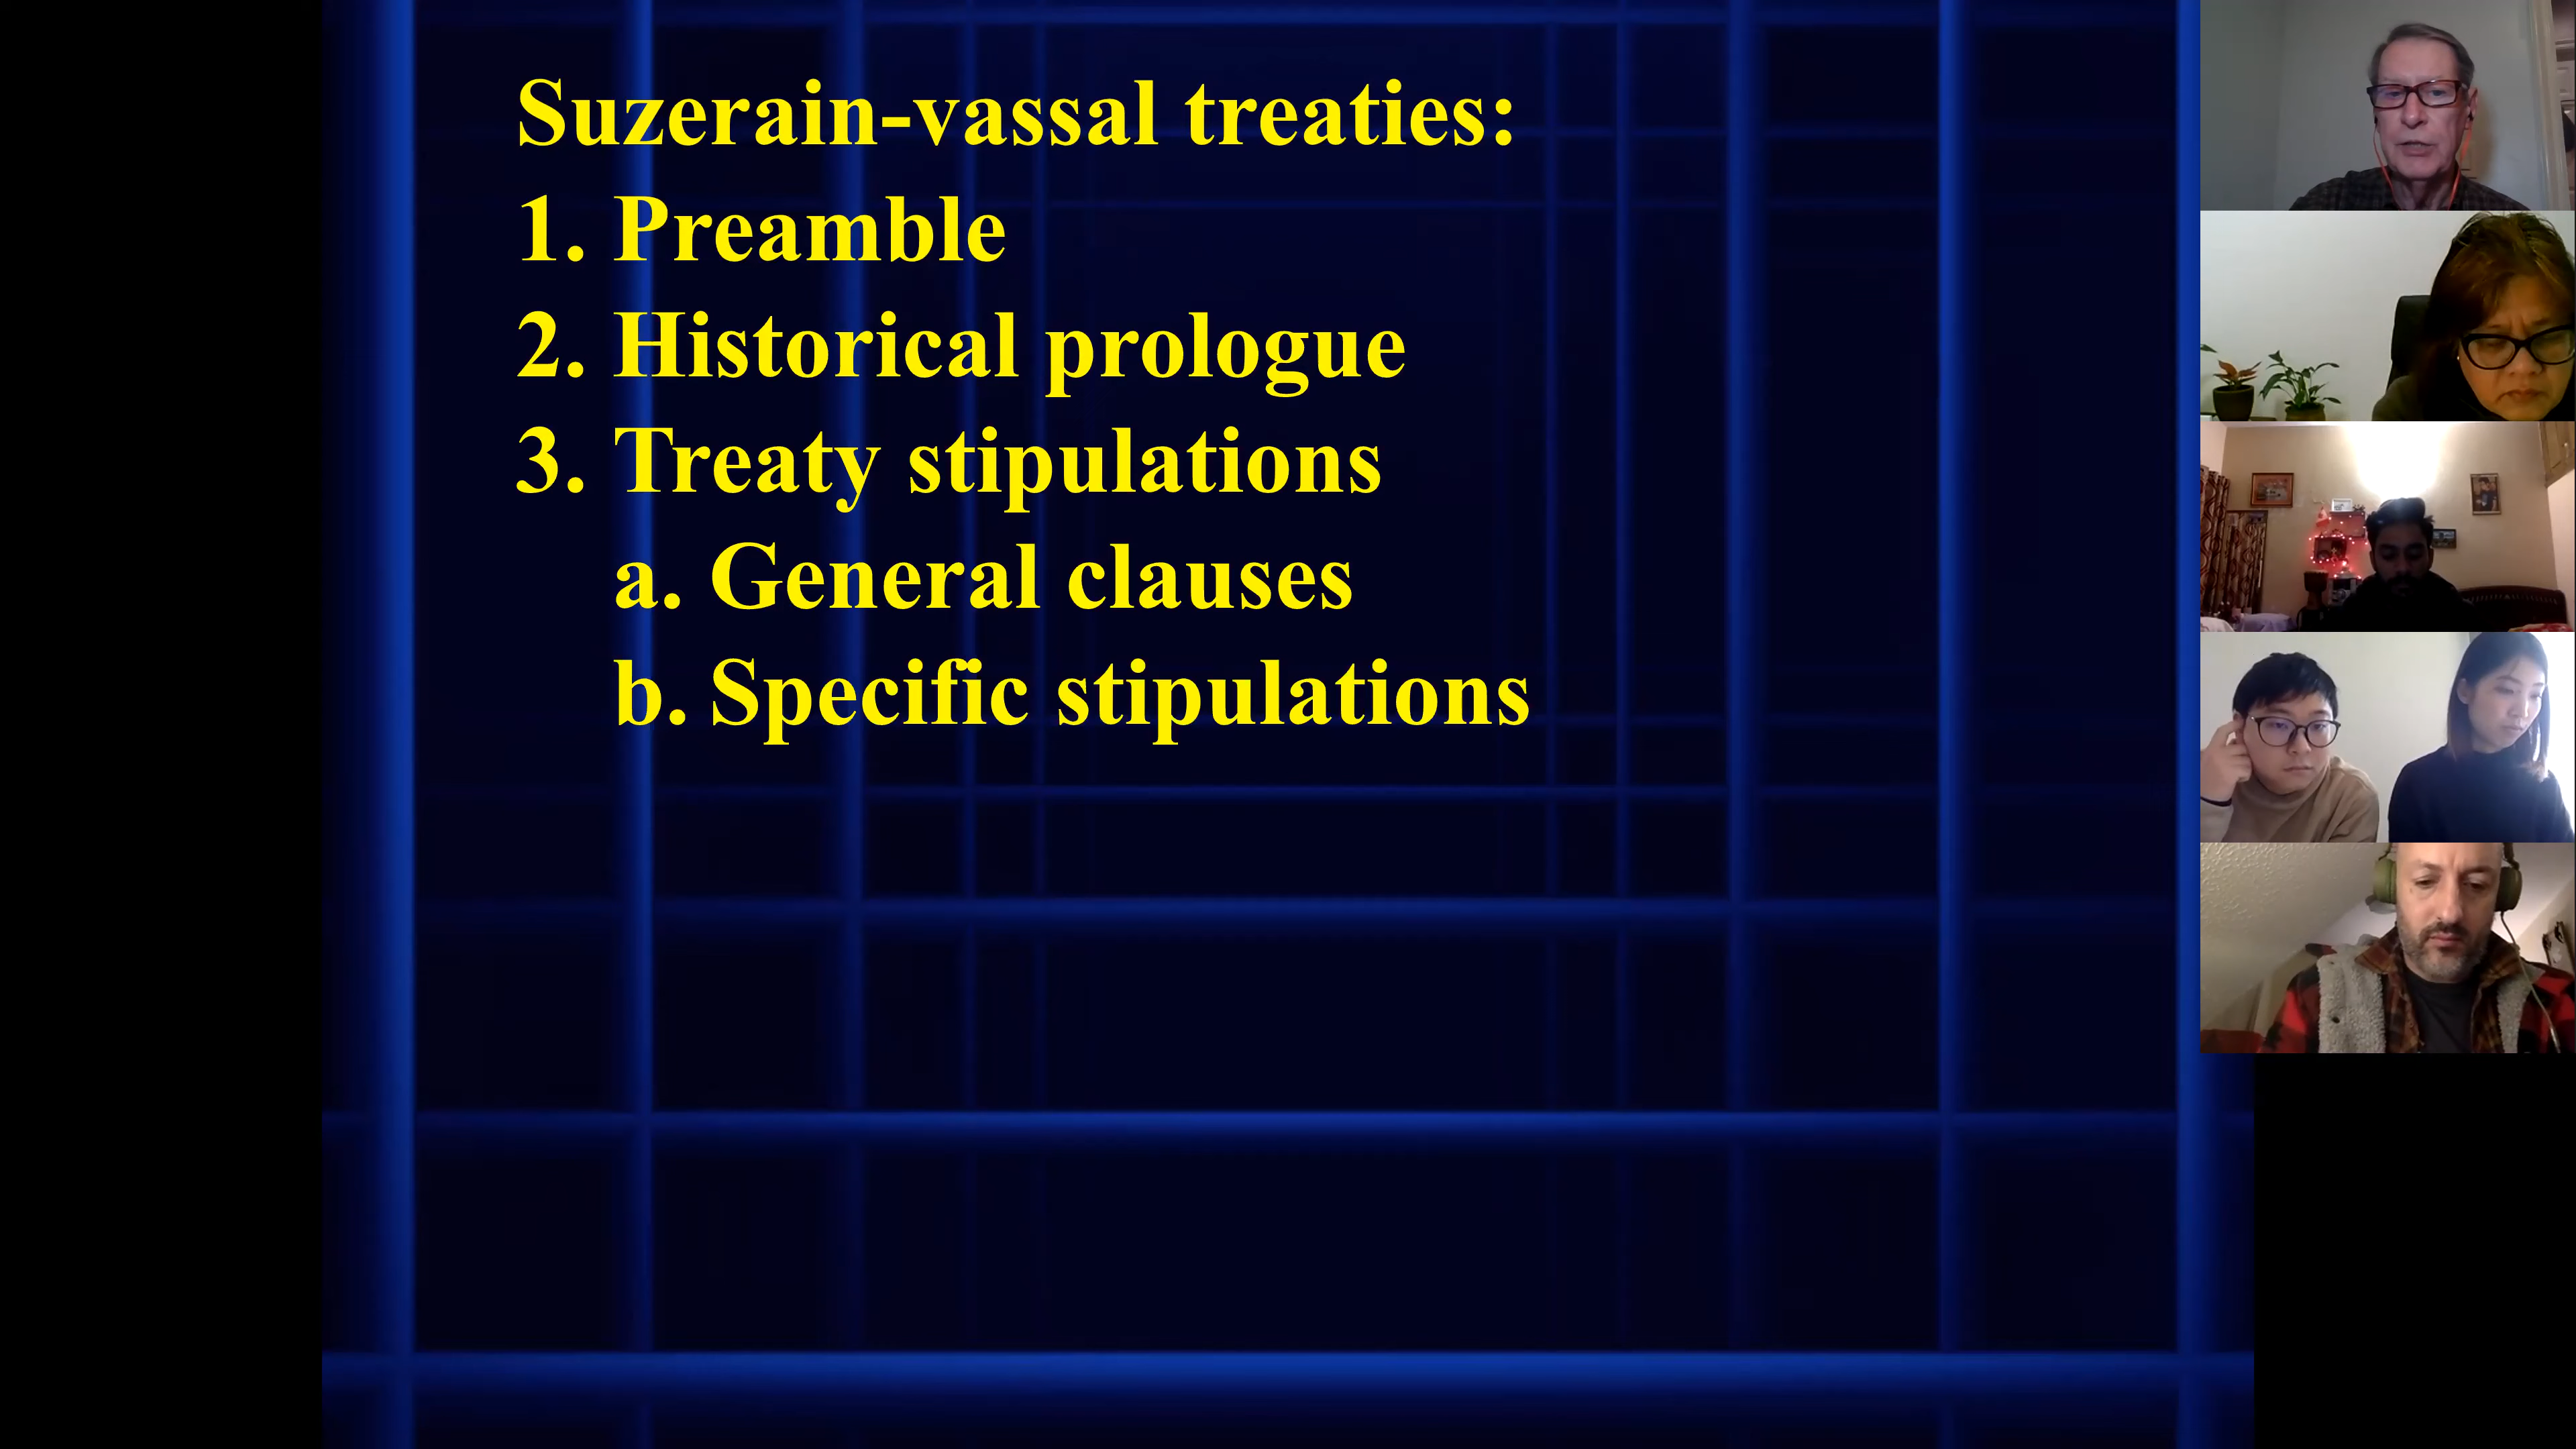 Suzerain-vassal treaties:
1. Preamble
2. Historical prologue
3. Treaty stipulations
a. General clauses
b. Specific stipulations